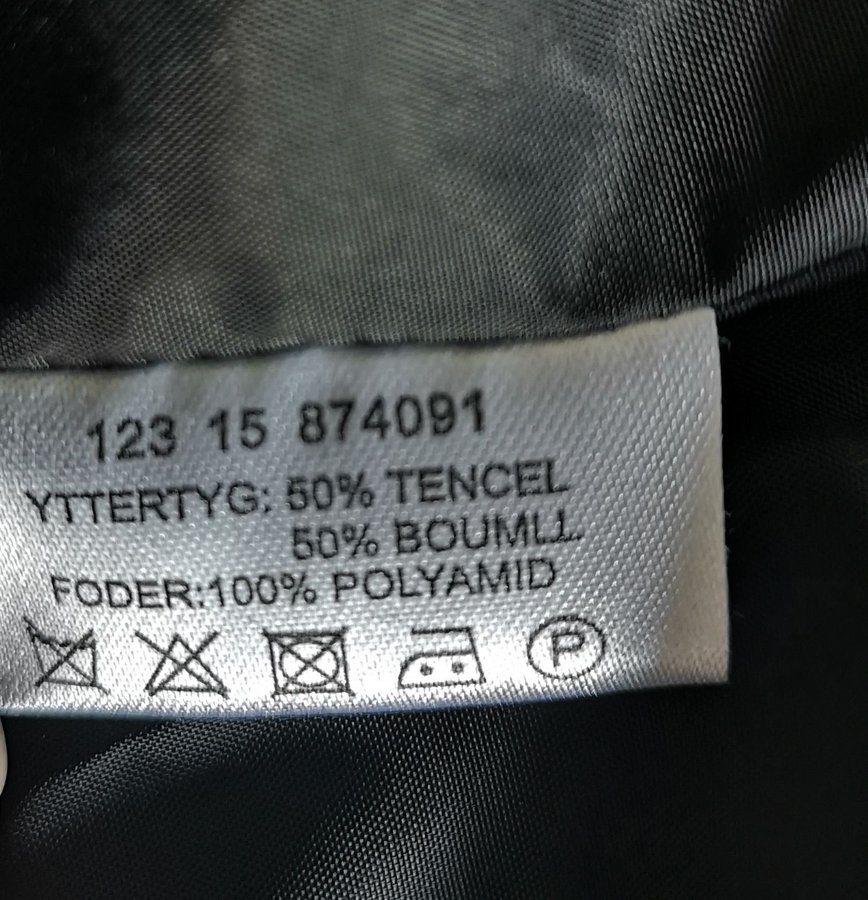 123 15 874091
YTTERTYG: 50% TENCEL
50% BOUMLL
FODER:100% POLYAMID
P